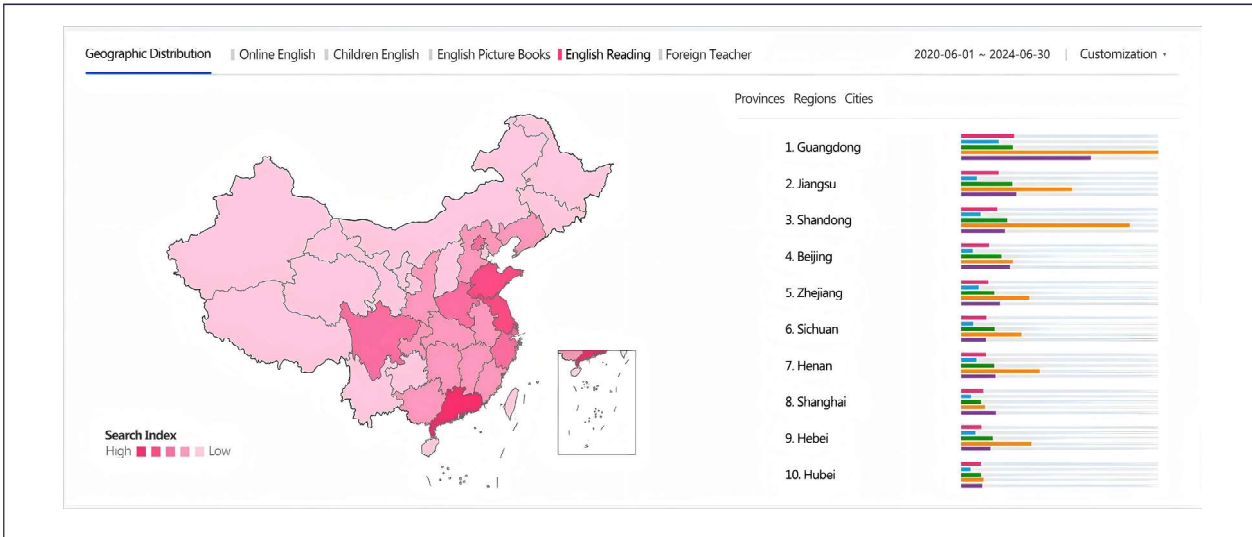 Geographic Distribution Online English Children English English Picture Books English Reading Foreign Teacher 2020-06-01 ~ 2024-06-30 | Customization
Provinces Regions Cities
1. Guangdong
2. Jiangsu
3. Shandong
4. Beijing
5. Zhejiang
6. Sichuan
7. Henan
8. Shanghai
9. Hebei
10. Hubei
Search Index
High Low